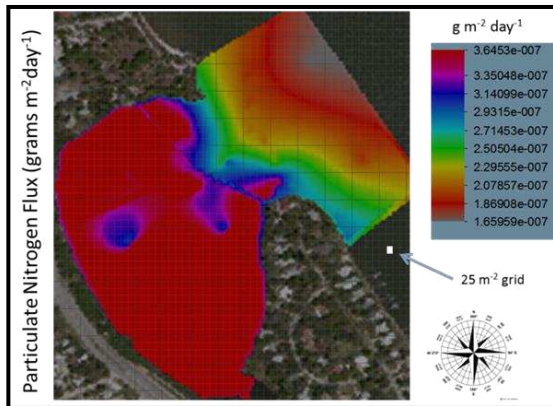 Particulate Nitrogen Flux (grams m-2day-1)
g m-2 day-1
3.6453e-007
3.35048e-007
3.14099e-007
2.9315e-007
2.71453e-007
2.50504e-007
2.29555e-007
2.07857e-007
1.86908e-007
1.65959e-007
25 m-2 grid